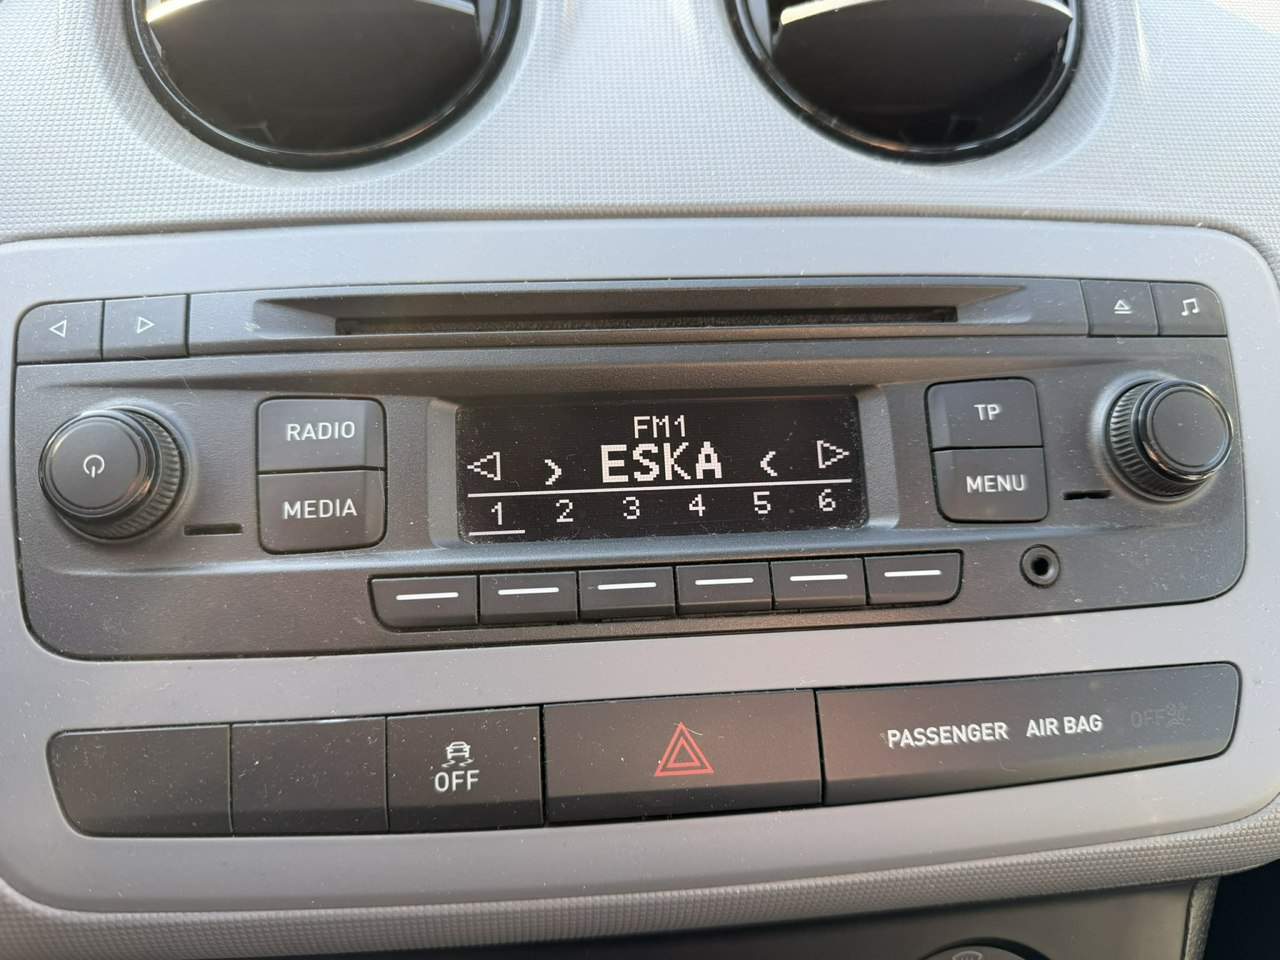 RADIO
MEDIA
FM1
ESKA
1 2 3 4 5 6
TP
MENU
OFF
PASSENGER AIR BAG OFF